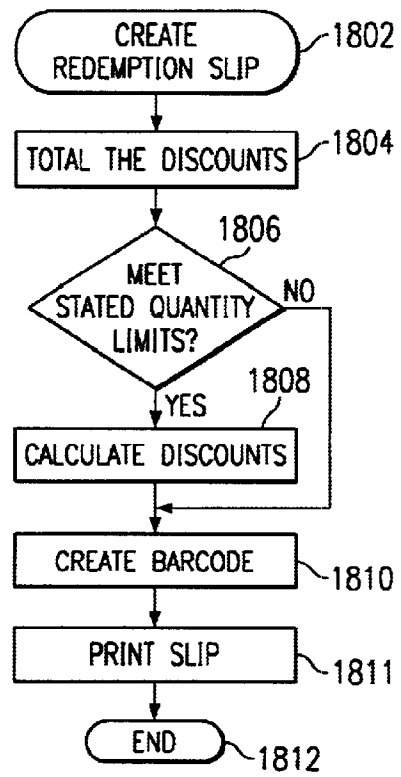 CREATE
REDEMPTION SLIP
1802
TOTAL THE DISCOUNTS
1804
1806
MEET
STATED QUANTITY
LIMITS?
NO
YES
1808
CALCULATE DISCOUNTS
CREATE BARCODE
1810
PRINT SLIP
1811
END
1812